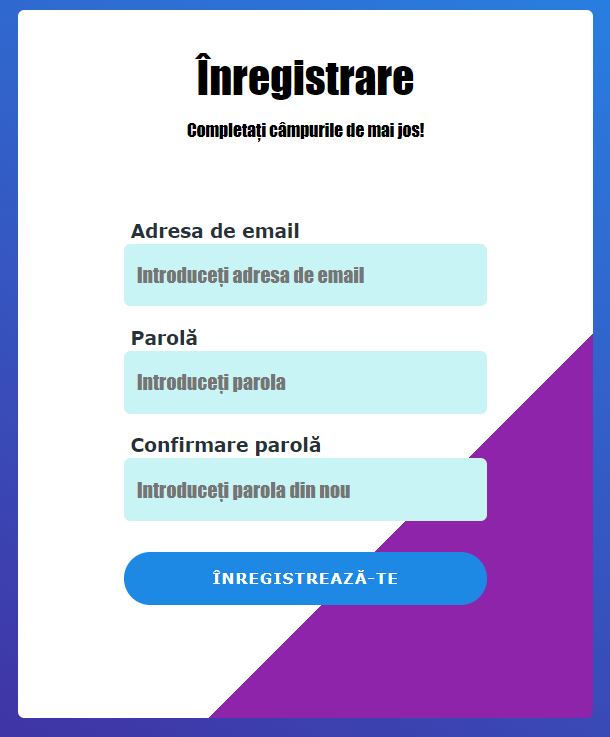 Înregistrare
Completați câmpurile de mai jos!
Adresa de email
Introduceți adresa de email
Parolă
Introduceți parola
Confirmare parolă
Introduceți parola din nou
ÎNREGISTREAZĂ-TE